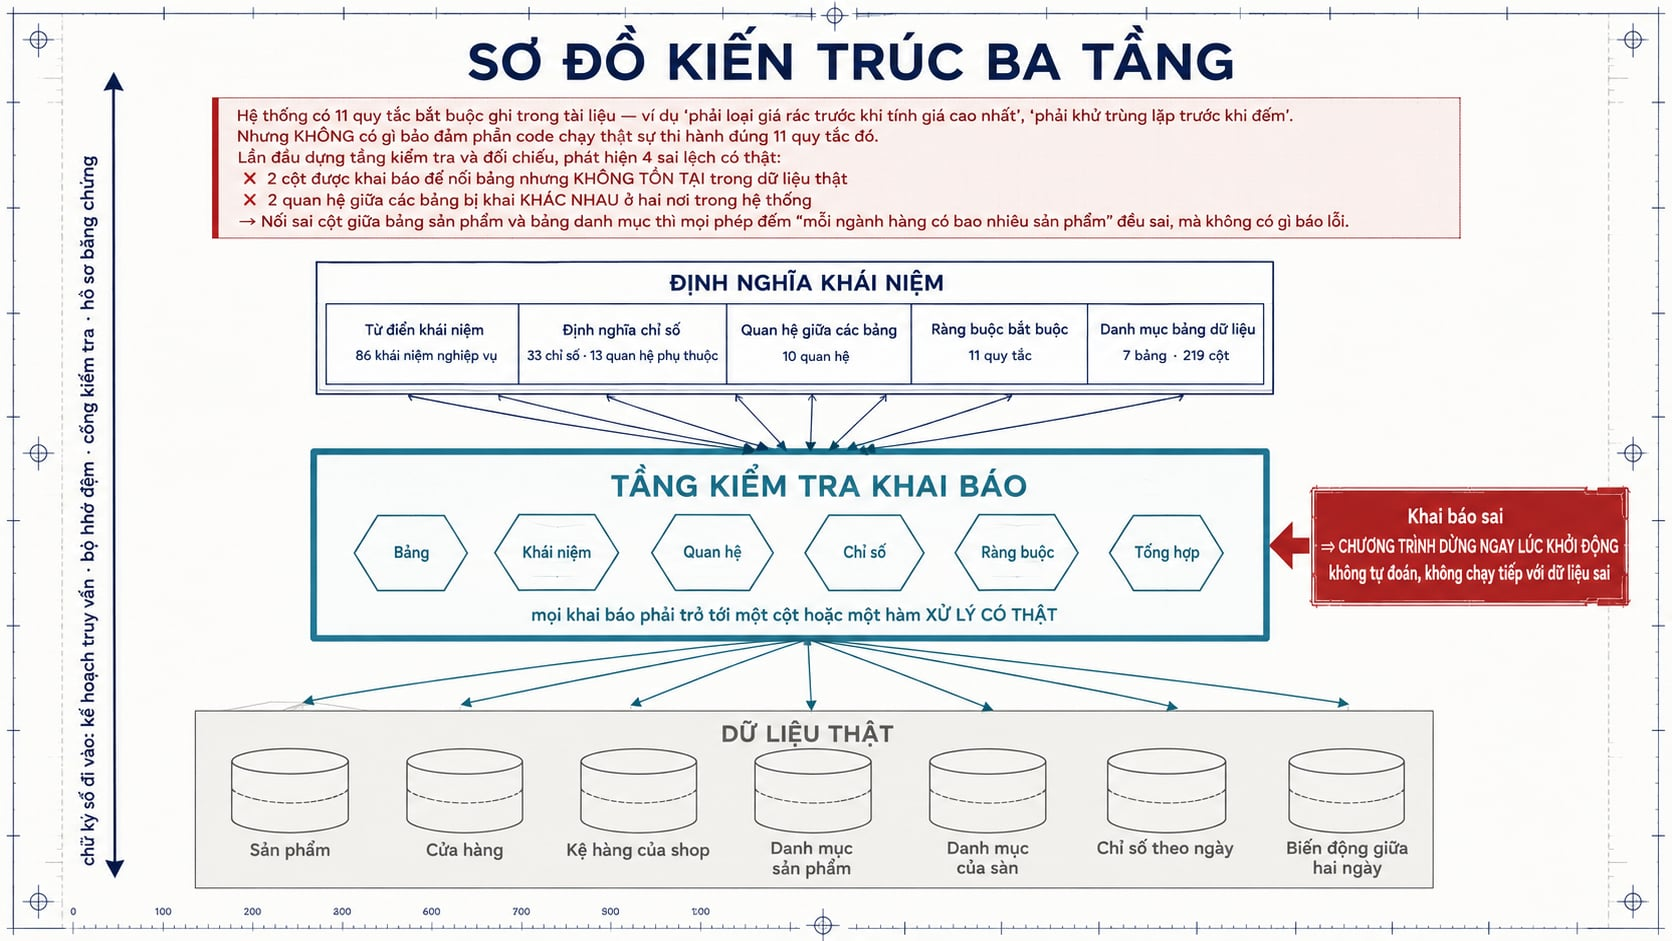 SƠ ĐỒ KIẾN TRÚC BA TẦNG
Hệ thống có 11 quy tắc bắt buộc ghi trong tài liệu — ví dụ ‘phải loại giá rác trước khi tính giá cao nhất’, ‘phải khử trùng lặp trước khi đếm’.
Nhưng KHÔNG có gì bảo đảm phần code chạy thật sự thi hành đúng 11 quy tắc đó.
Lần đầu dựng tầng kiểm tra và đối chiếu, phát hiện 4 sai lệch có thật:
✕ 2 cột được khai báo để nối bảng nhưng KHÔNG TỒN TẠI trong dữ liệu thật
✕ 2 quan hệ giữa các bảng bị khai KHÁC NHAU ở hai nơi trong hệ thống
→ Nối sai cột giữa bảng sản phẩm và bảng danh mục thì mọi phép đếm “mỗi ngành hàng có bao nhiêu sản phẩm” đều sai, mà không có gì báo lỗi.
chữ ký số đi vào: kế hoạch truy vấn · bộ hhớ đệm · cống kiểm tra · hồ sơ bằng chứng
ĐỊNH NGHĨA KHÁI NIỆM
Từ điển khái niệm
86 khái niệm nghiệp vụ
Định nghĩa chỉ số
33 chỉ số · 13 quan hệ phụ thuộc
Quan hệ giữa các bảng
10 quan hệ
Ràng buộc bắt buộc
11 quy tắc
Danh mục bảng dữ liệu
7 bảng · 219 cột
TẦNG KIỂM TRA KHAI BÁO
Bảng
Khái niệm
Quan hệ
Chỉ số
Ràng buộc
Tổng hợp
mọi khai báo phải trỏ tới một cột hoặc một hàm XỬ LÝ CÓ THẬT
Khai báo sai
⇒ CHƯƠNG TRÌNH DỪNG NGAY LÚC KHỞI ĐỘNG
không tự đoán, không chạy tiếp với dữ liệu sai
DỮ LIỆU THẬT
Sản phẩm
Cửa hàng
Kệ hàng của shop
Danh mục
sản phẩm
Danh mục
của sàn
Chỉ số theo ngày
Biến động giữa
hai ngày
0 100 200 300 600 700 900